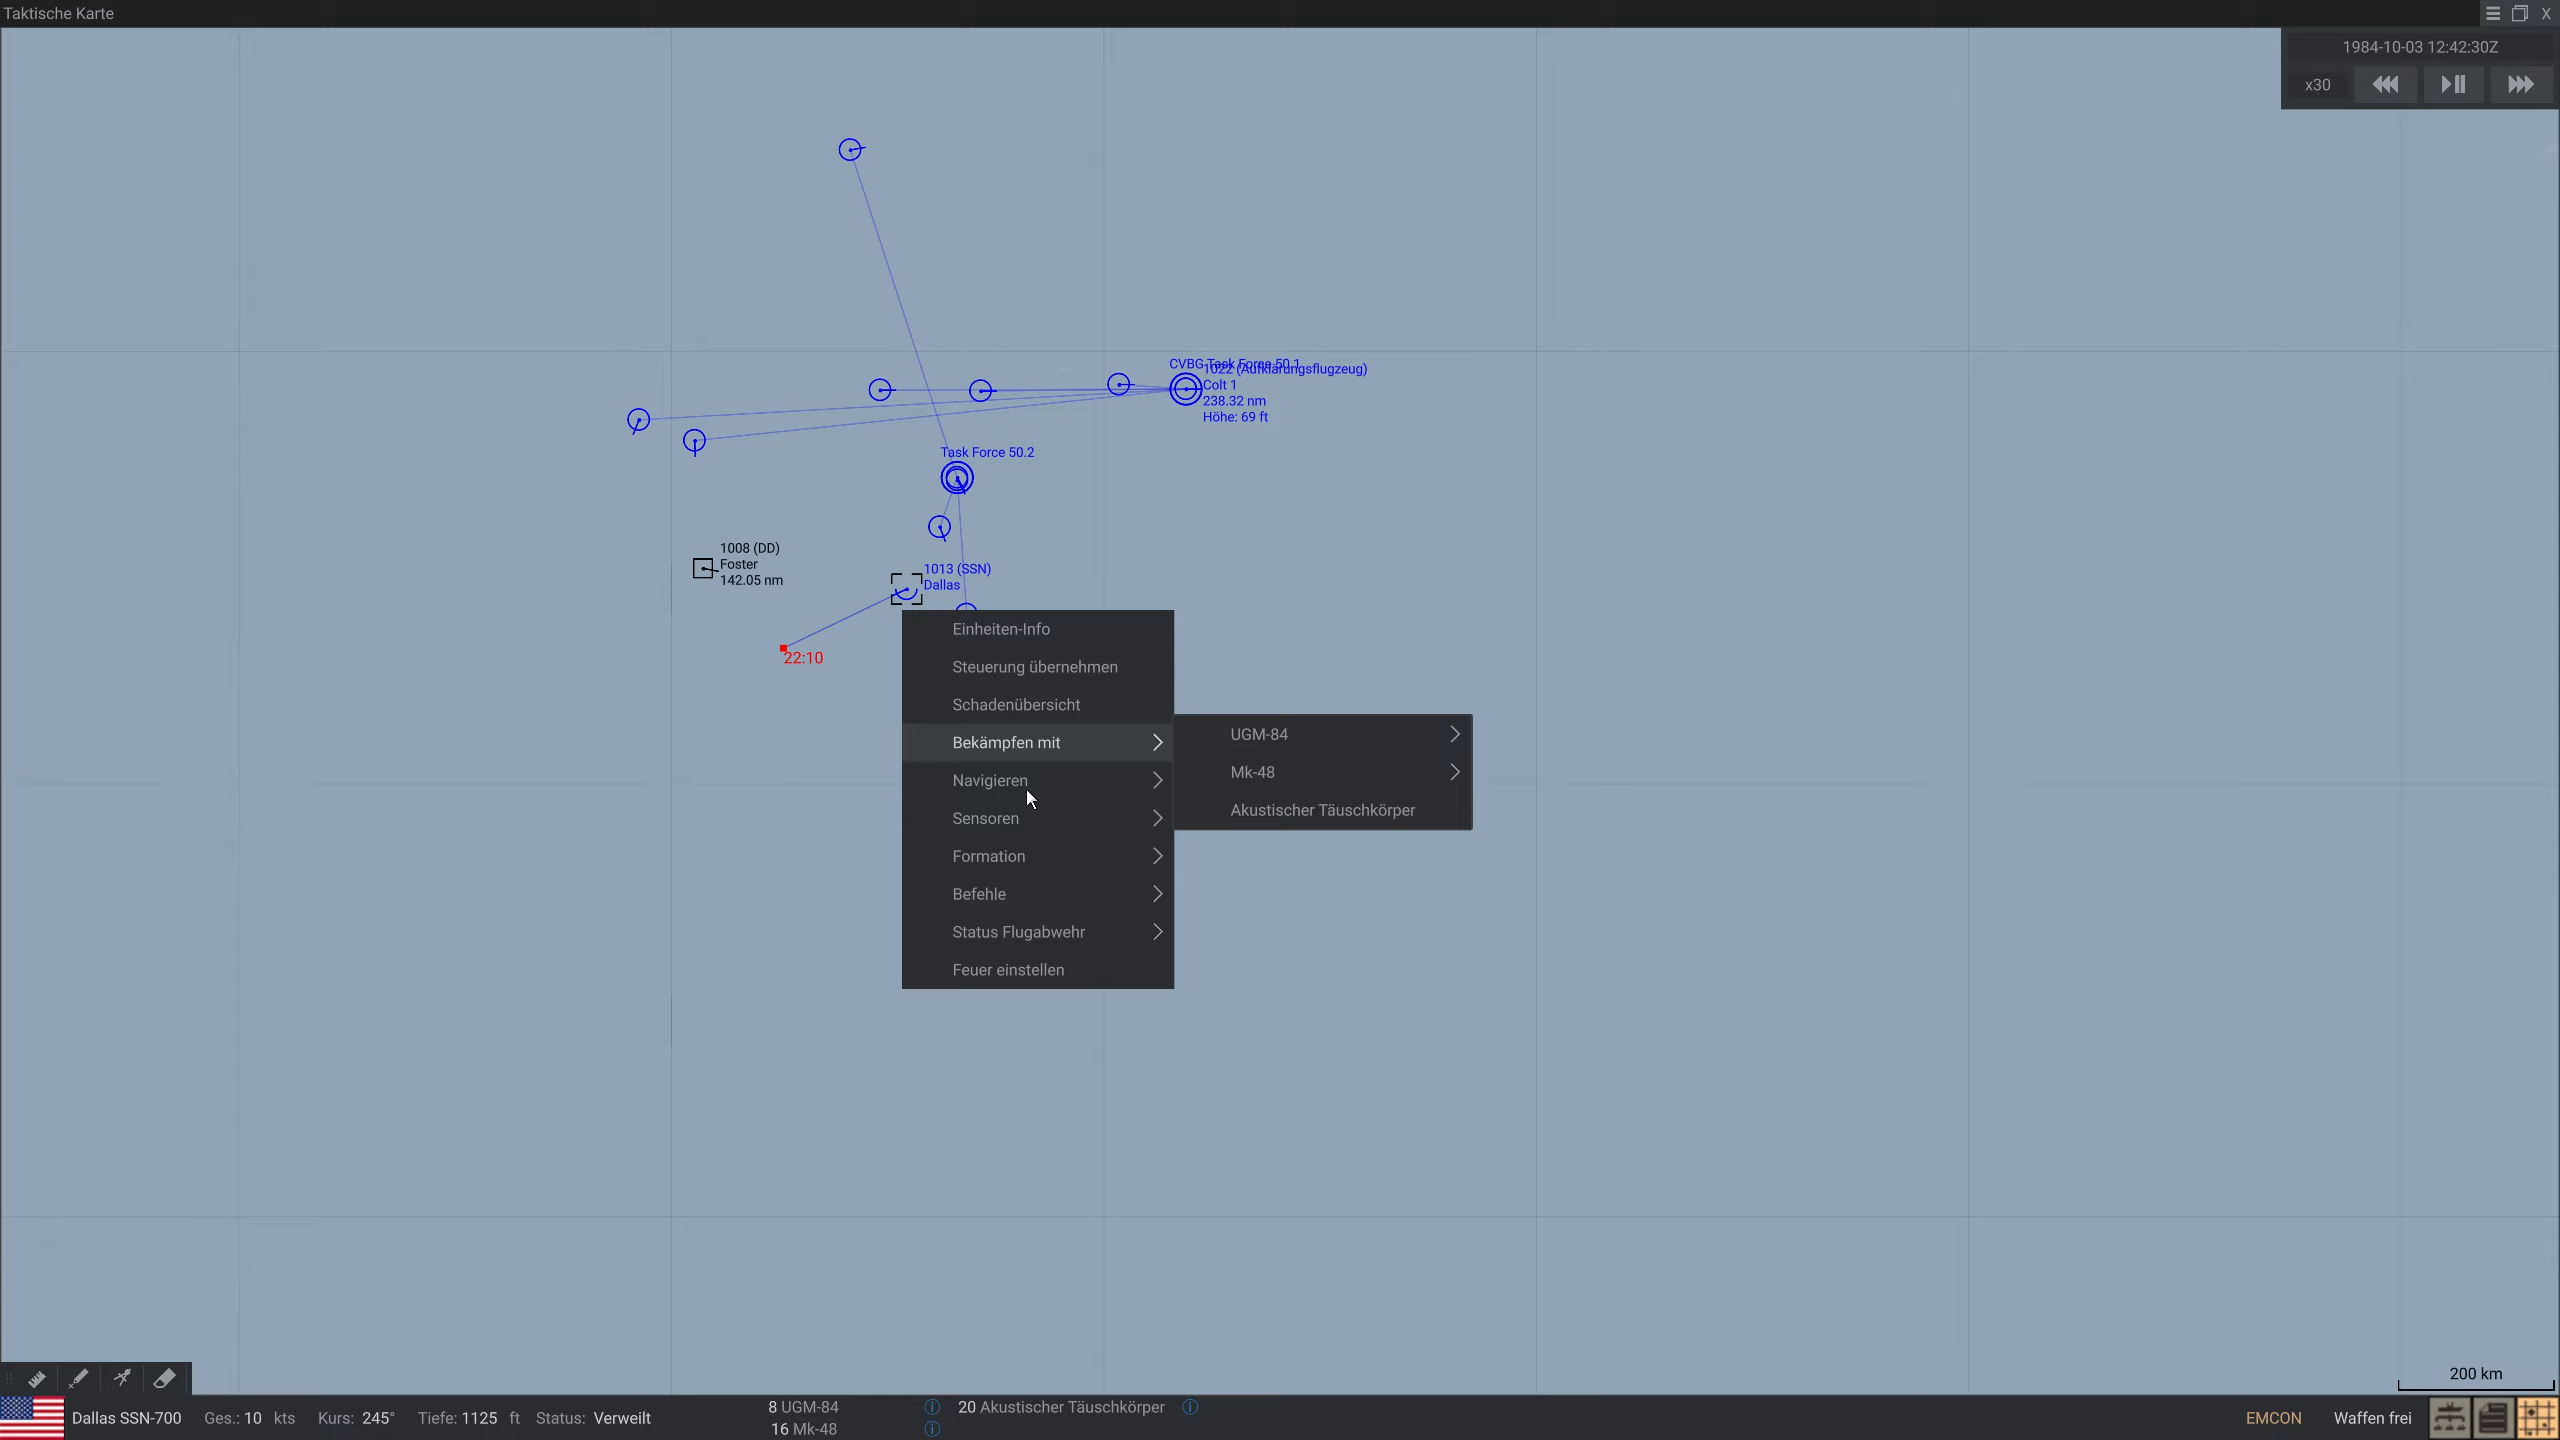 Taktische Karte
X
1984-10-03 12:42:30Z
x30
CVBG Task Force 50.1
1022 (Aufklärungsflugzeug)
Colt 1
238.32 nm
Höhe: 69 ft
Task Force 50.2
1008 (DD)
Foster
142.05 nm
1013 (SSN)
Dallas
22:10
Einheiten-Info
Steuerung übernehmen
Schadenübersicht
Bekämpfen mit
Navigieren
Sensoren
Formation
Befehle
Status Flugabwehr
Feuer einstellen
UGM-84
Mk-48
Akustischer Täuschkörper
200 km
Dallas SSN-700 Ges.: 10 kts Kurs: 245° Tiefe: 1125 ft Status: Verweilt
8 UGM-84
16 Mk-48
20 Akustischer Täuschkörper
EMCON Waffen frei